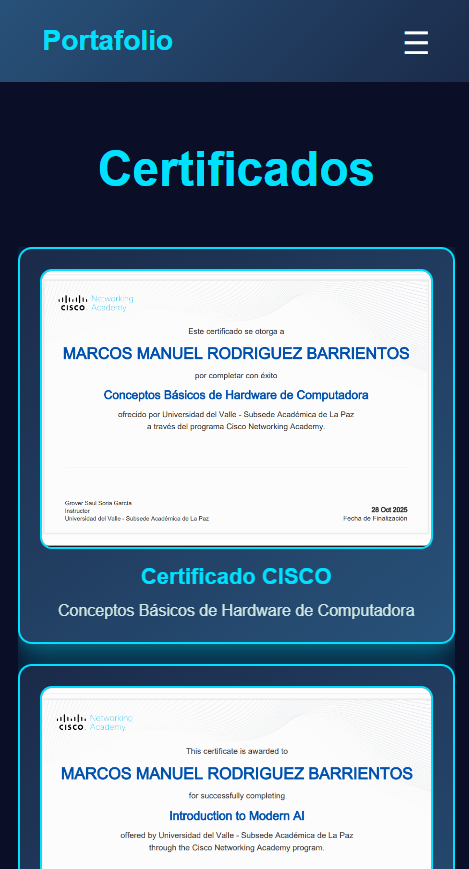 Portafolio
Certificados
CISCO Networking Academy
Este certificado se otorga a
MARCOS MANUEL RODRIGUEZ BARRIENTOS
por completar con éxito
Conceptos Básicos de Hardware de Computadora
ofrecido por Universidad del Valle - Subsede Académica de La Paz
a través del programa Cisco Networking Academy.
Grover Saul Soria García
Instructor
Universidad del Valle - Subsede Académica de La Paz
28 Oct 2025
Fecha de Finalización
Certificado CISCO
Conceptos Básicos de Hardware de Computadora
CISCO Networking Academy
This certificate is awarded to
MARCOS MANUEL RODRIGUEZ BARRIENTOS
for successfully completing
Introduction to Modern AI
offered by Universidad del Valle - Subsede Académica de La Paz
through the Cisco Networking Academy program.